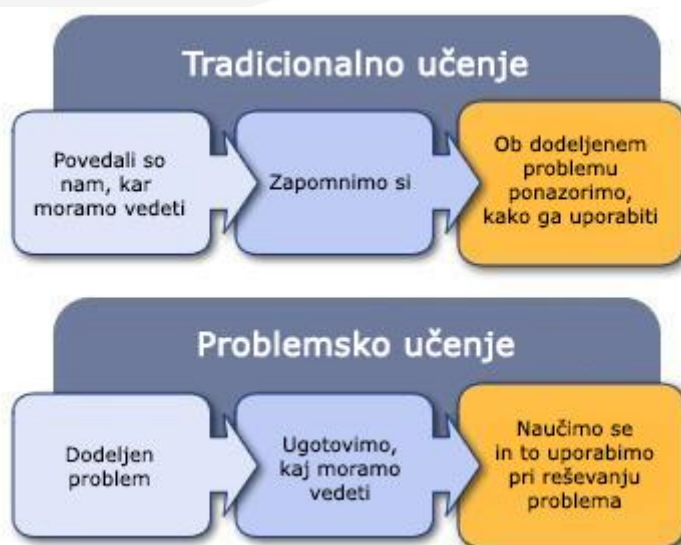 Tradicionalno učenje
Povedali so
nam, kar
moramo vedeti
Zapomnimo si
Ob dodeljenem
problemu
ponazorimo,
kako ga uporabiti
Problemsko učenje
Dodeljen
problem
Ugotovimo,
kaj moramo
vedeti
Naučimo se
in to uporabimo
pri reševanju
problema